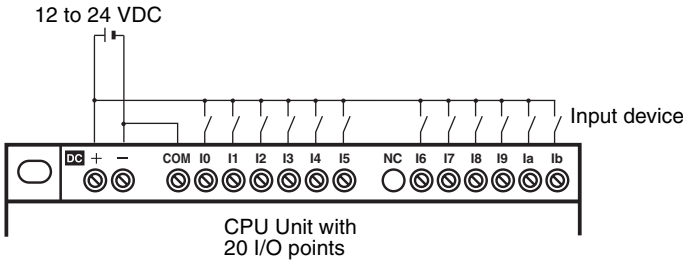 12 to 24 VDC
Input device
DC + − COM I0 I1 I2 I3 I4 I5 NC I6 I7 I8 I9 Ia Ib
CPU Unit with
20 I/O points